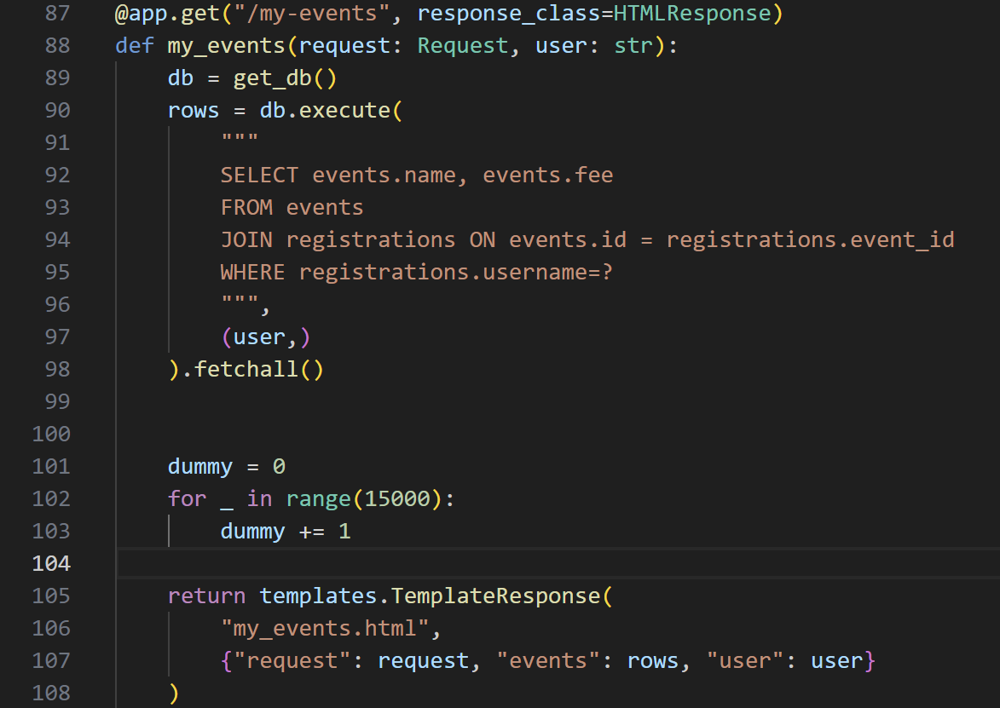 87 @app.get("/my-events", response_class=HTMLResponse)
88 def my_events(request: Request, user: str):
89     db = get_db()
90     rows = db.execute(
91         """
92         SELECT events.name, events.fee
93         FROM events
94         JOIN registrations ON events.id = registrations.event_id
95         WHERE registrations.username=?
96         """,
97         (user,)
98     ).fetchall()
99
100
101     dummy = 0
102     for _ in range(15000):
103         dummy += 1
104
105     return templates.TemplateResponse(
106         "my_events.html",
107         {"request": request, "events": rows, "user": user}
108     )